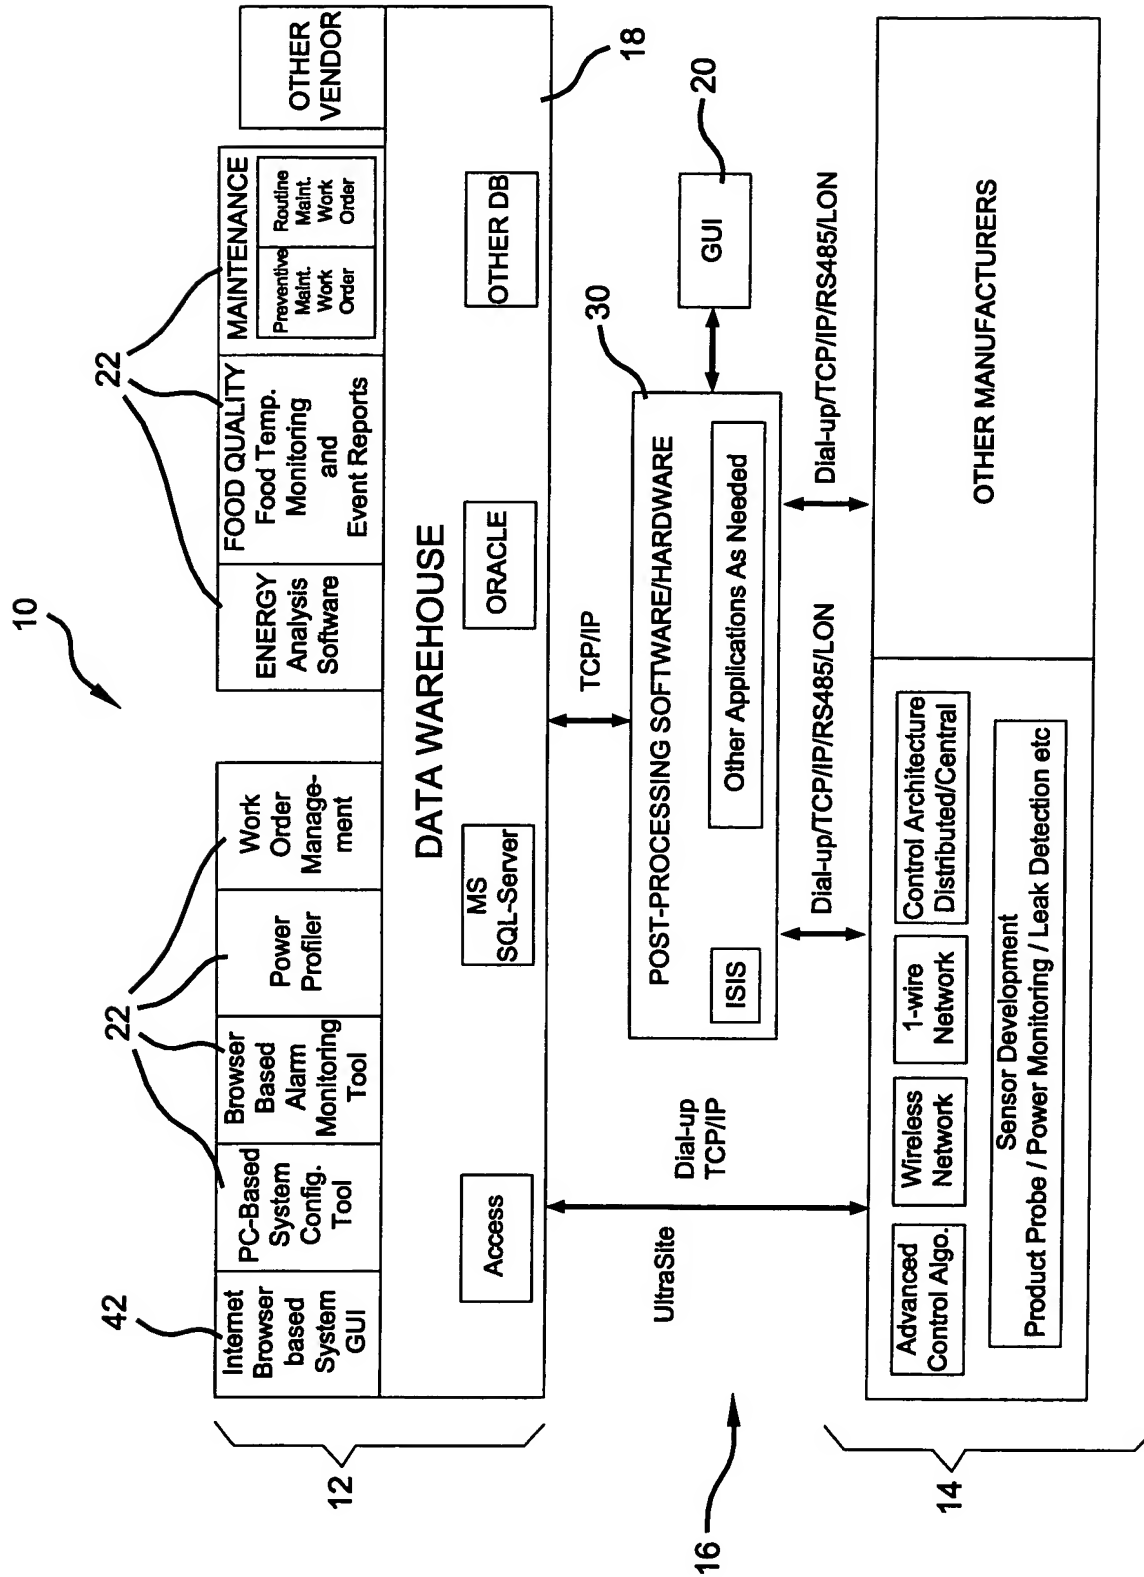 10
22
22
42
Internet
Browser
based
System
GUI
PC-Based
System
Config.
Tool
Browser
Based
Alarm
Monitoring
Tool
Power
Profiler
Work
Order
Manage-
ment
ENERGY
Analysis
Software
FOOD QUALITY
Food Temp.
Monitoring
and
Event Reports
MAINTENANCE
Preventive
Maint.
Work
Order
Routine
Maint.
Work
Order
OTHER
VENDOR
12
DATA WAREHOUSE
Access
MS
SQL-Server
ORACLE
OTHER DB
18
UltraSite
Dial-up
TCP/IP
TCP/IP
30
POST-PROCESSING SOFTWARE/HARDWARE
ISIS
Other Applications As Needed
GUI
20
16
Dial-up/TCP/IP/RS485/LON
Dial-up/TCP/IP/RS485/LON
14
Advanced
Control Algo.
Wireless
Network
1-wire
Network
Control Architecture
Distributed/Central
Sensor Development
Product Probe / Power Monitoring / Leak Detection etc
OTHER MANUFACTURERS